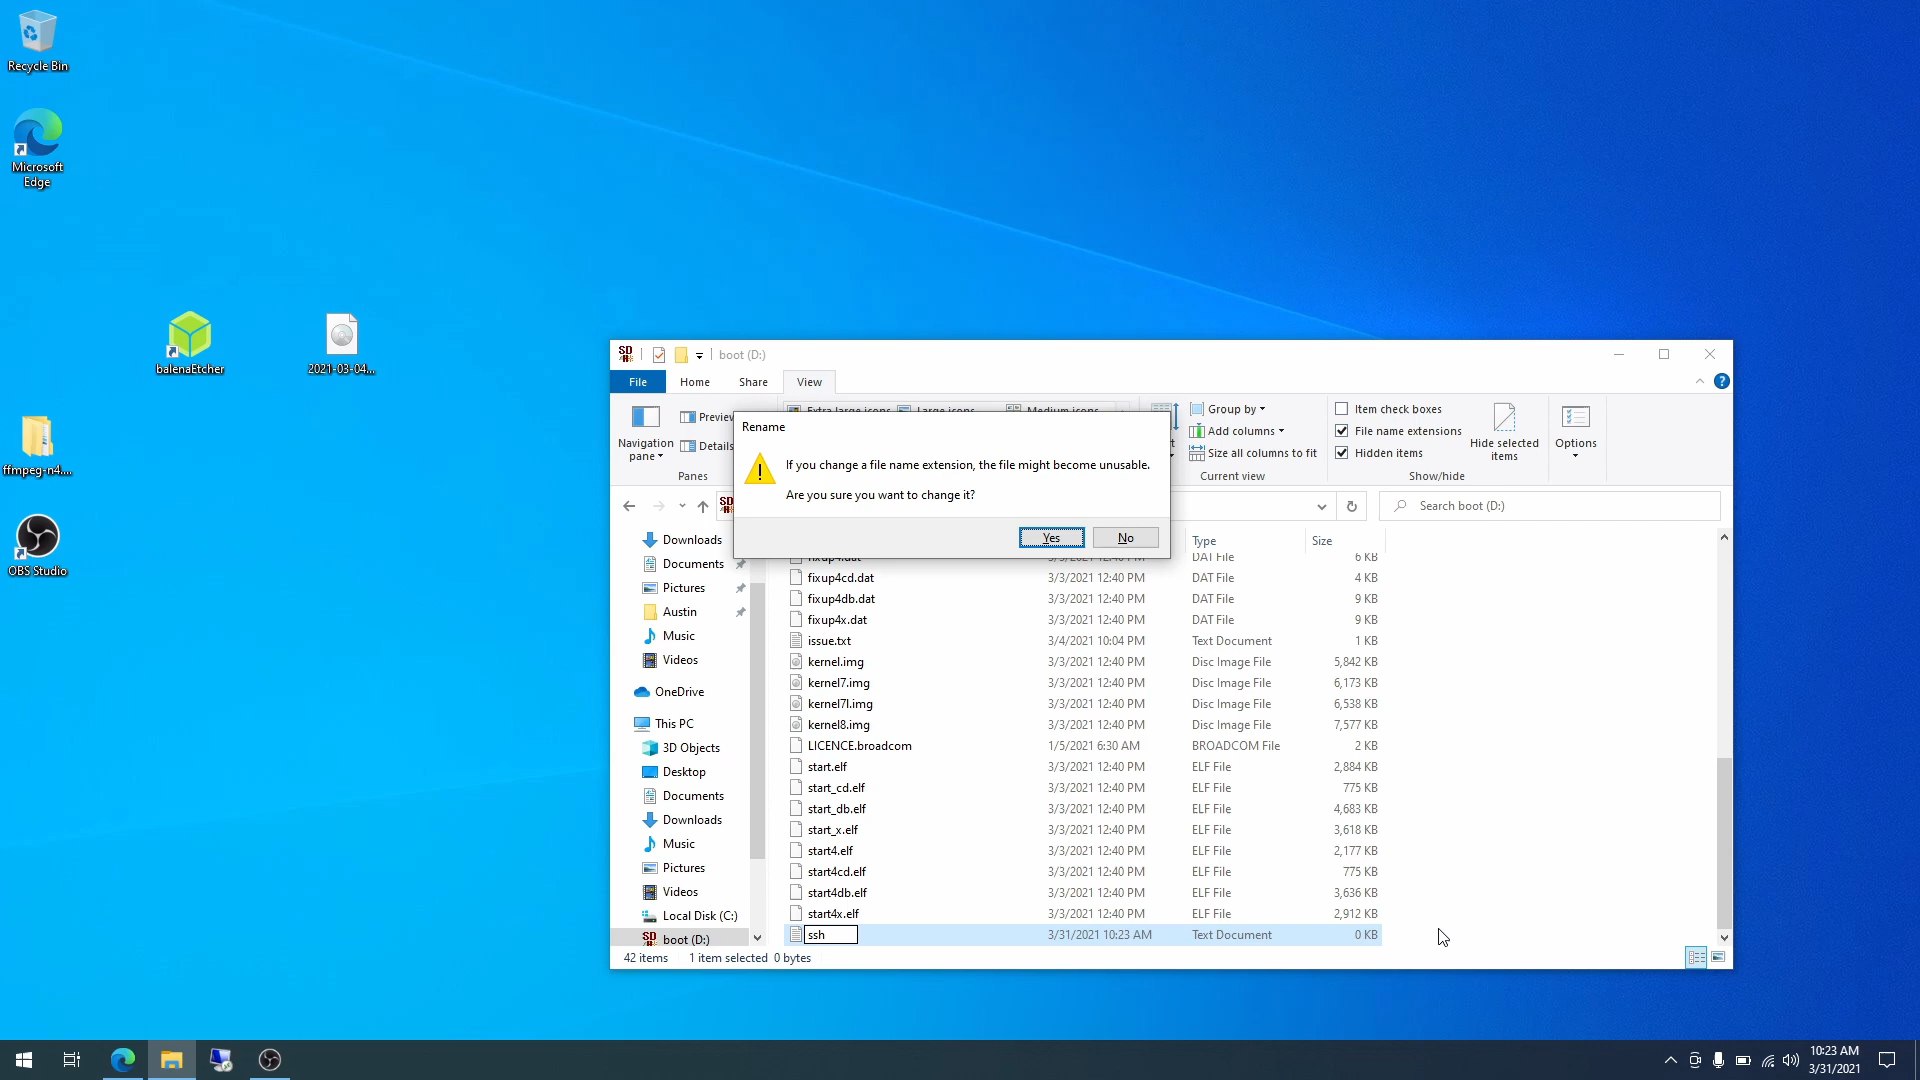 Recycle Bin
Microsoft
Edge
balenaEtcher
2021-03-04...
ffmpeg-n4....
OBS Studio
boot (D:)
File
Home
Share
View
Navigation
pane
Preview
Details
Panes
Extra large icons
Large icons
Medium icons
Group by
Add columns
Size all columns to fit
Current view
Item check boxes
File name extensions
Hidden items
Hide selected
items
Show/hide
Options
Rename
If you change a file name extension, the file might become unusable.
Are you sure you want to change it?
Yes
No
Search boot (D:)
Downloads
Documents
Pictures
Austin
Music
Videos
OneDrive
This PC
3D Objects
Desktop
Documents
Downloads
Music
Pictures
Videos
Local Disk (C:)
boot (D:)
Type
Size
fixup4.dat DAT File 6 KB
fixup4cd.dat 3/3/2021 12:40 PM DAT File 4 KB
fixup4db.dat 3/3/2021 12:40 PM DAT File 9 KB
fixup4x.dat 3/3/2021 12:40 PM DAT File 9 KB
issue.txt 3/4/2021 10:04 PM Text Document 1 KB
kernel.img 3/3/2021 12:40 PM Disc Image File 5,842 KB
kernel7.img 3/3/2021 12:40 PM Disc Image File 6,173 KB
kernel7l.img 3/3/2021 12:40 PM Disc Image File 6,538 KB
kernel8.img 3/3/2021 12:40 PM Disc Image File 7,577 KB
LICENCE.broadcom 1/5/2021 6:30 AM BROADCOM File 2 KB
start.elf 3/3/2021 12:40 PM ELF File 2,884 KB
start_cd.elf 3/3/2021 12:40 PM ELF File 775 KB
start_db.elf 3/3/2021 12:40 PM ELF File 4,683 KB
start_x.elf 3/3/2021 12:40 PM ELF File 3,618 KB
start4.elf 3/3/2021 12:40 PM ELF File 2,177 KB
start4cd.elf 3/3/2021 12:40 PM ELF File 775 KB
start4db.elf 3/3/2021 12:40 PM ELF File 3,636 KB
start4x.elf 3/3/2021 12:40 PM ELF File 2,912 KB
ssh 3/31/2021 10:23 AM Text Document 0 KB
42 items 1 item selected 0 bytes
10:23 AM
3/31/2021